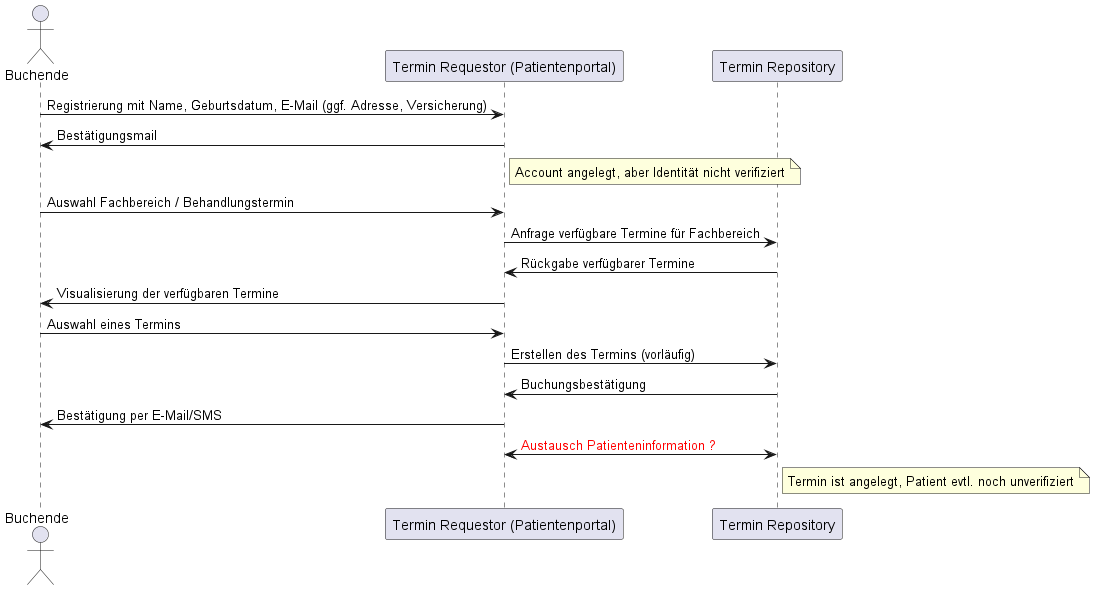 Buchende
Termin Requestor (Patientenportal)
Termin Repository
Registrierung mit Name, Geburtsdatum, E-Mail (ggf. Adresse, Versicherung)
Bestätigungsmail
Account angelegt, aber Identität nicht verifiziert
Auswahl Fachbereich / Behandlungstermin
Anfrage verfügbare Termine für Fachbereich
Rückgabe verfügbarer Termine
Visualisierung der verfügbaren Termine
Auswahl eines Termins
Erstellen des Termins (vorläufig)
Buchungsbestätigung
Bestätigung per E-Mail/SMS
Austausch Patienteninformation ?
Termin ist angelegt, Patient evtl. noch unverifiziert
Buchende
Termin Requestor (Patientenportal)
Termin Repository